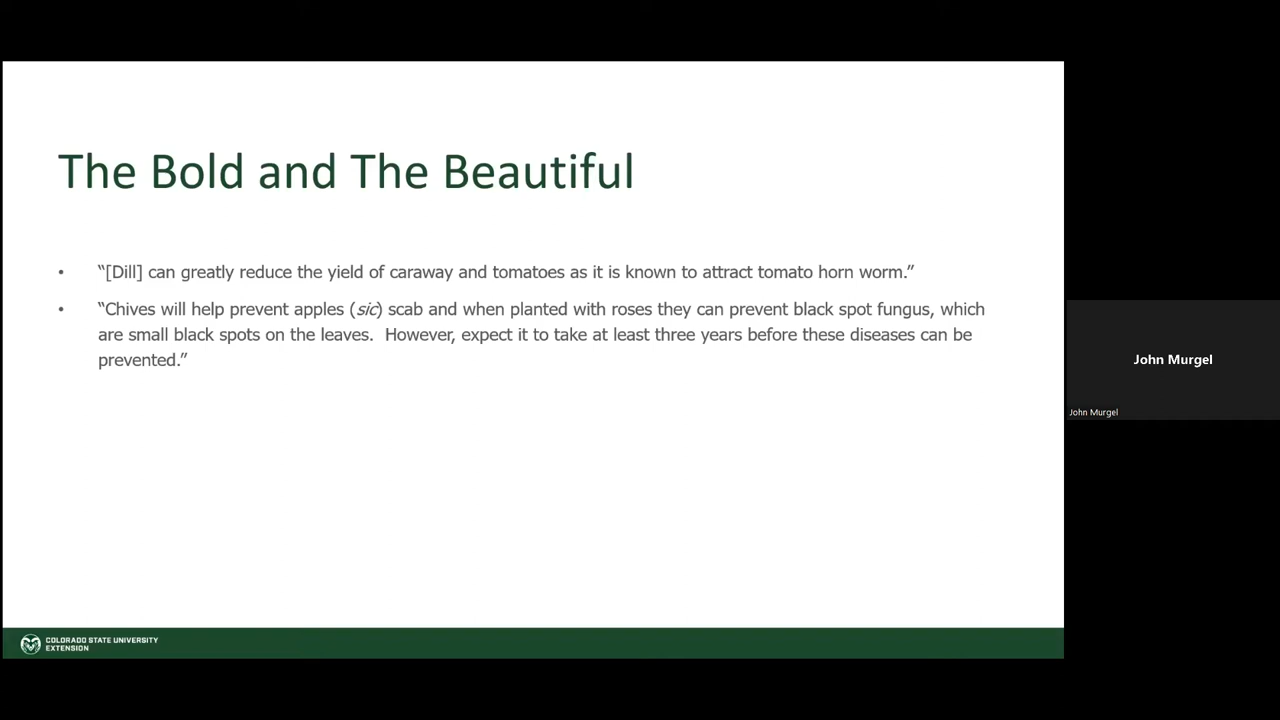 The Bold and The Beautiful
• “[Dill] can greatly reduce the yield of caraway and tomatoes as it is known to attract tomato horn worm.”
• “Chives will help prevent apples (sic) scab and when planted with roses they can prevent black spot fungus, which
are small black spots on the leaves.  However, expect it to take at least three years before these diseases can be
prevented.”
John Murgel
John Murgel
COLORADO STATE UNIVERSITY
EXTENSION